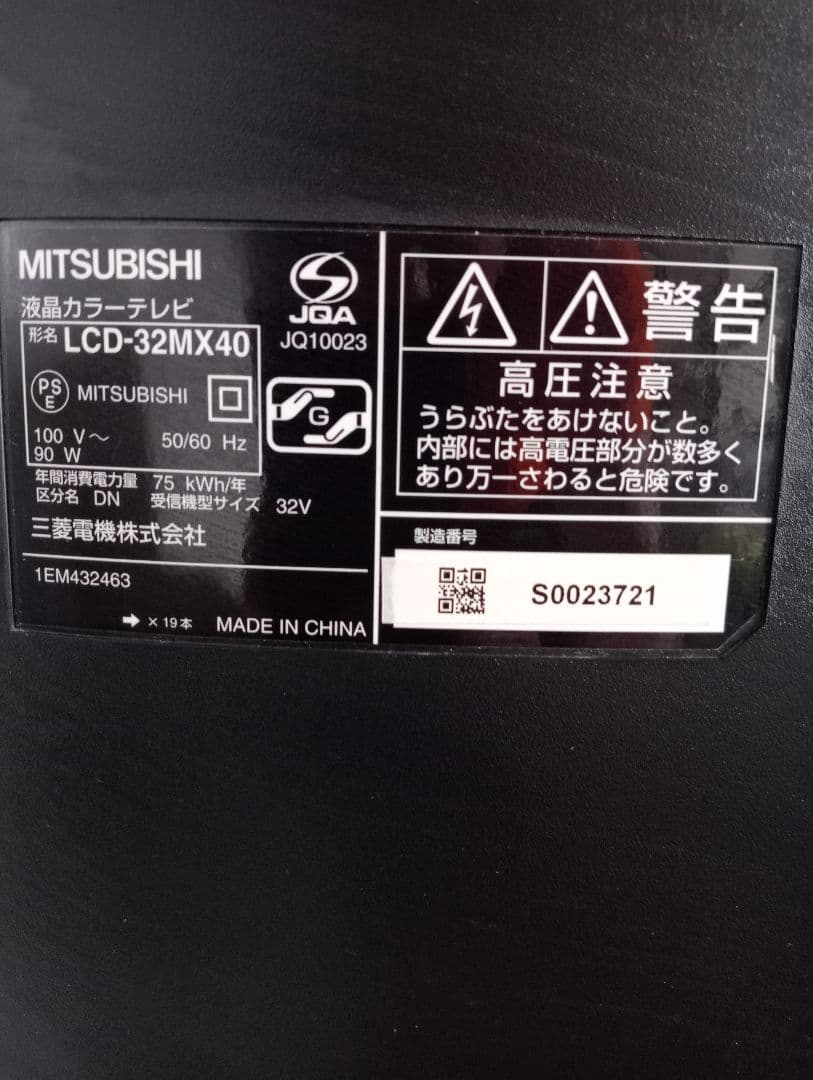 MITSUBISHI
液晶カラーテレビ
形名 LCD-32MX40
PS E MITSUBISHI
100 V～ 50/60 Hz
90 W
年間消費電力量 75 kWh/年
区分名 DN 受信機型サイズ 32V
三菱電機株式会社
1EM432463
➡ × 19本 MADE IN CHINA
JQA
JQ10023
G
警告
高圧注意
うらぶたをあけないこと。
内部には高電圧部分が数多く
あり万一さわると危険です。
製造番号
S0023721